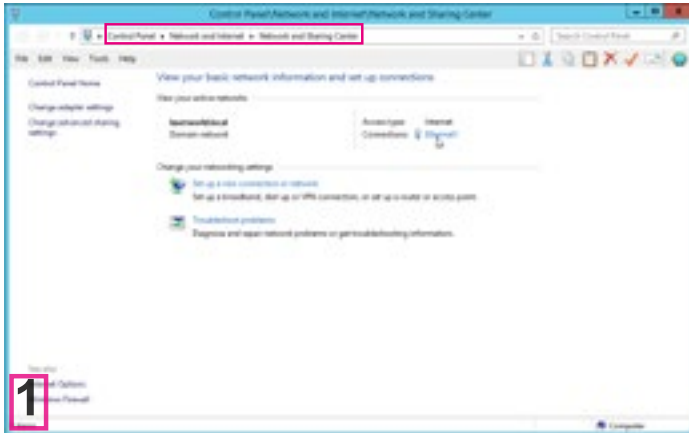 Control Panel\Network and Internet\Network and Sharing Center
Control Panel ▸ Network and Internet ▸ Network and Sharing Center
Search Control Panel
File Edit View Tools Help
Control Panel Home
Change adapter settings
Change advanced sharing
settings
View your basic network information and set up connections
View your active networks
Domain network
Access type: Internet
Connections: Ethernet
Change your networking settings
Set up a new connection or network
Set up a broadband, dial-up or VPN connection, or set up a router or access point.
Troubleshoot problems
Diagnose and repair network problems or get troubleshooting information.
See also
Internet Options
Windows Firewall
1
Computer